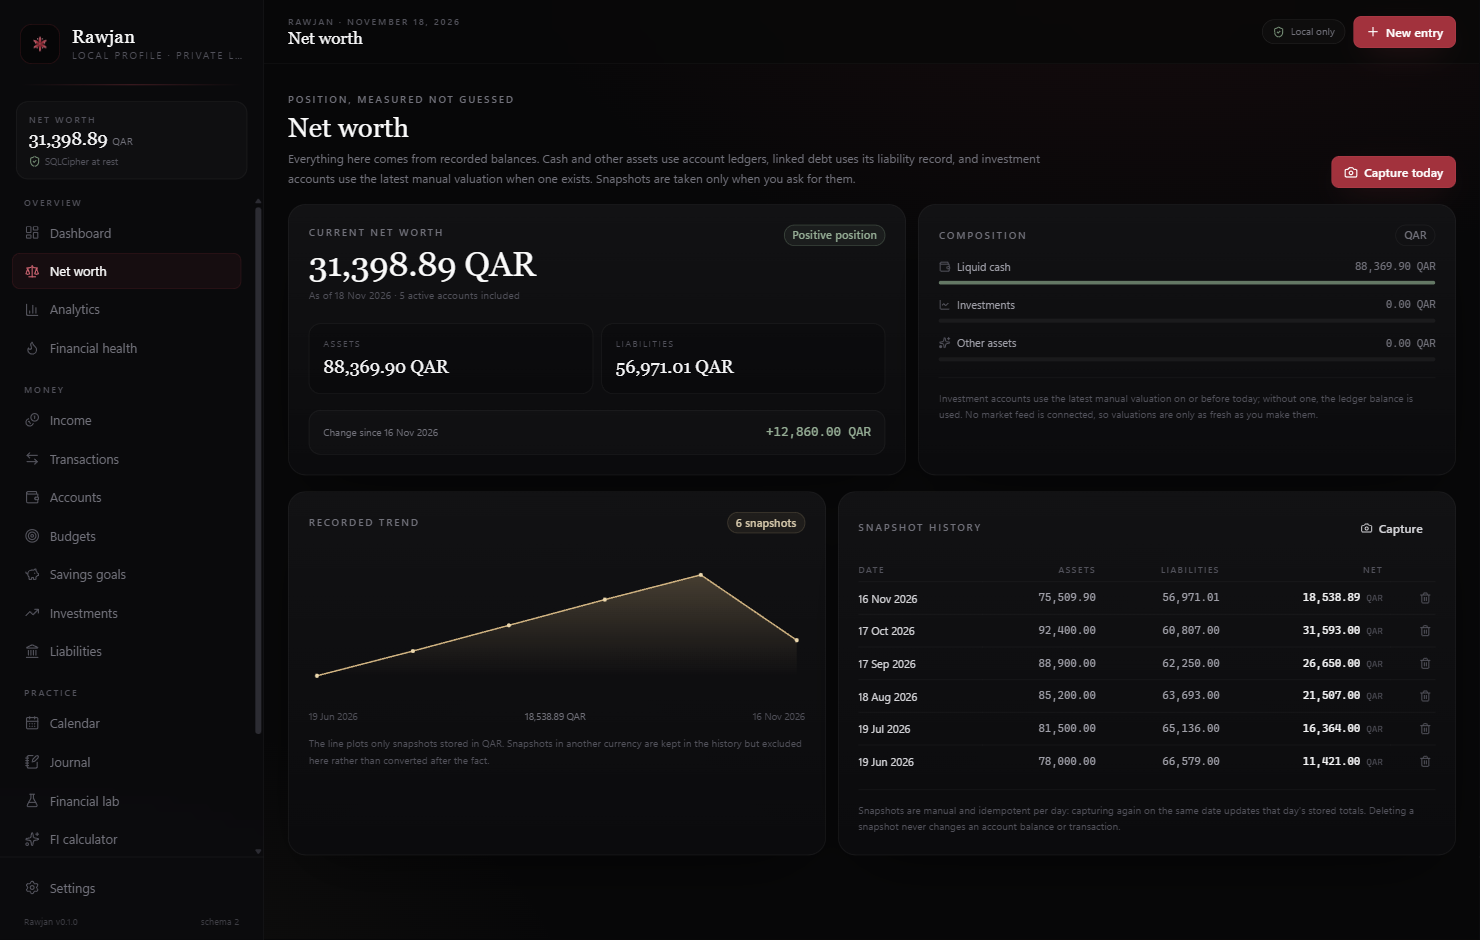 Rawjan
LOCAL PROFILE · PRIVATE L…
NET WORTH
31,398.89 QAR
SQLCipher at rest
OVERVIEW
Dashboard
Net worth
Analytics
Financial health
MONEY
Income
Transactions
Accounts
Budgets
Savings goals
Investments
Liabilities
PRACTICE
Calendar
Journal
Financial lab
FI calculator
Settings
Rawjan v0.1.0 schema 2
RAWJAN · NOVEMBER 18, 2026
Net worth
Local only
New entry
POSITION, MEASURED NOT GUESSED
Net worth
Everything here comes from recorded balances. Cash and other assets use account ledgers, linked debt uses its liability record, and investment
accounts use the latest manual valuation when one exists. Snapshots are taken only when you ask for them.
Capture today
CURRENT NET WORTH
Positive position
31,398.89 QAR
As of 18 Nov 2026 · 5 active accounts included
ASSETS
88,369.90 QAR
LIABILITIES
56,971.01 QAR
Change since 16 Nov 2026 +12,860.00 QAR
COMPOSITION QAR
Liquid cash 88,369.90 QAR
Investments 0.00 QAR
Other assets 0.00 QAR
Investment accounts use the latest manual valuation on or before today; without one, the ledger balance is
used. No market feed is connected, so valuations are only as fresh as you make them.
RECORDED TREND 6 snapshots
19 Jun 2026 18,538.89 QAR 16 Nov 2026
The line plots only snapshots stored in QAR. Snapshots in another currency are kept in the history but excluded
here rather than converted after the fact.
SNAPSHOT HISTORY Capture
DATE ASSETS LIABILITIES NET
16 Nov 2026 75,509.90 56,971.01 18,538.89 QAR
17 Oct 2026 92,400.00 60,807.00 31,593.00 QAR
17 Sep 2026 88,900.00 62,250.00 26,650.00 QAR
18 Aug 2026 85,200.00 63,693.00 21,507.00 QAR
19 Jul 2026 81,500.00 65,136.00 16,364.00 QAR
19 Jun 2026 78,000.00 66,579.00 11,421.00 QAR
Snapshots are manual and idempotent per day: capturing again on the same date updates that day's stored totals. Deleting a
snapshot never changes an account balance or transaction.